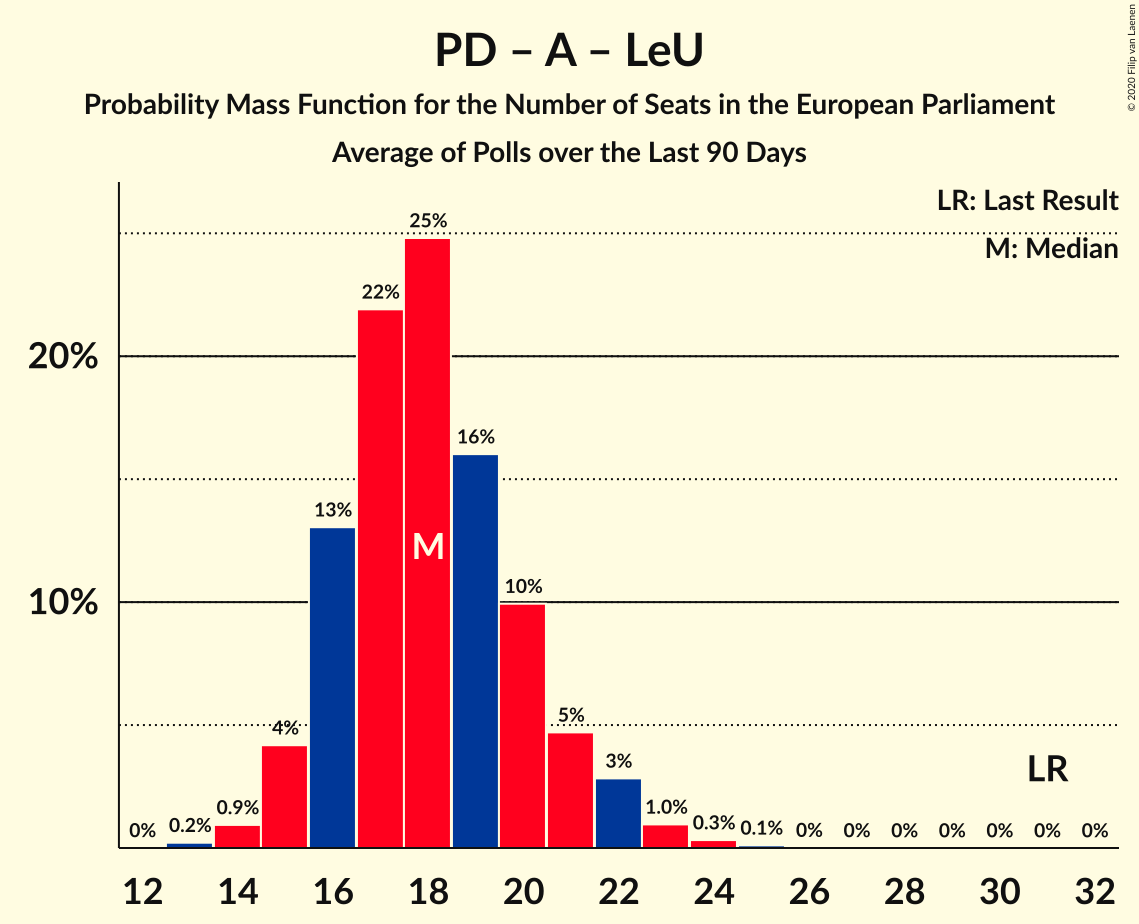 PD – A – LeU
Probability Mass Function for the Number of Seats in the European Parliament
Average of Polls over the Last 90 Days
© 2020 Filip van Laenen
LR: Last Result
M: Median
20%
10%
0%
0.2%
0.9%
4%
13%
22%
25%
16%
10%
5%
3%
1.0%
0.3%
0.1%
0%
0%
0%
0%
0%
0%
0%
M
LR
12 14 16 18 20 22 24 26 28 30 32